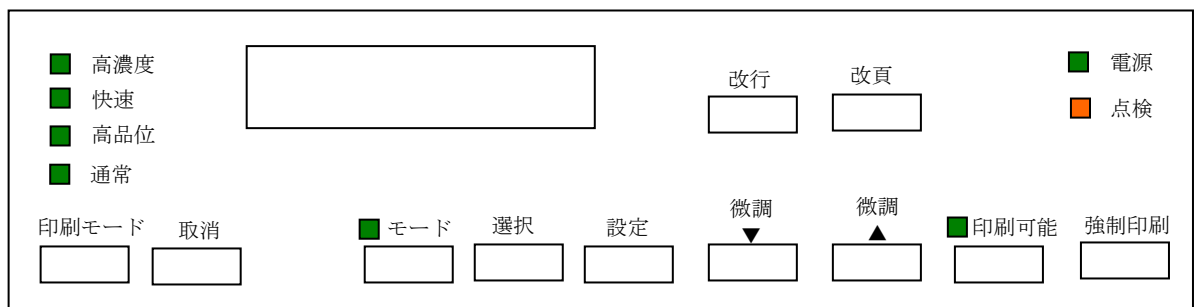 高濃度
快速
高品位
通常
改行
改頁
電源
点検
印刷モード
取消
モード
選択
設定
微調
▼
微調
▲
印刷可能
強制印刷